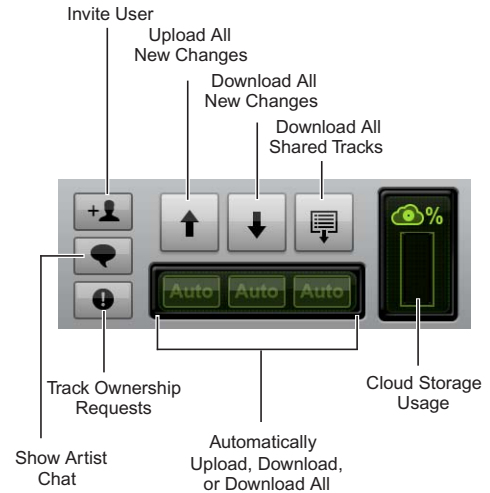 Invite User
Upload All
New Changes
Download All
New Changes
Download All
Shared Tracks
+
%
Auto Auto Auto
Track Ownership
Requests
Cloud Storage
Usage
Show Artist
Chat
Automatically
Upload, Download,
or Download All